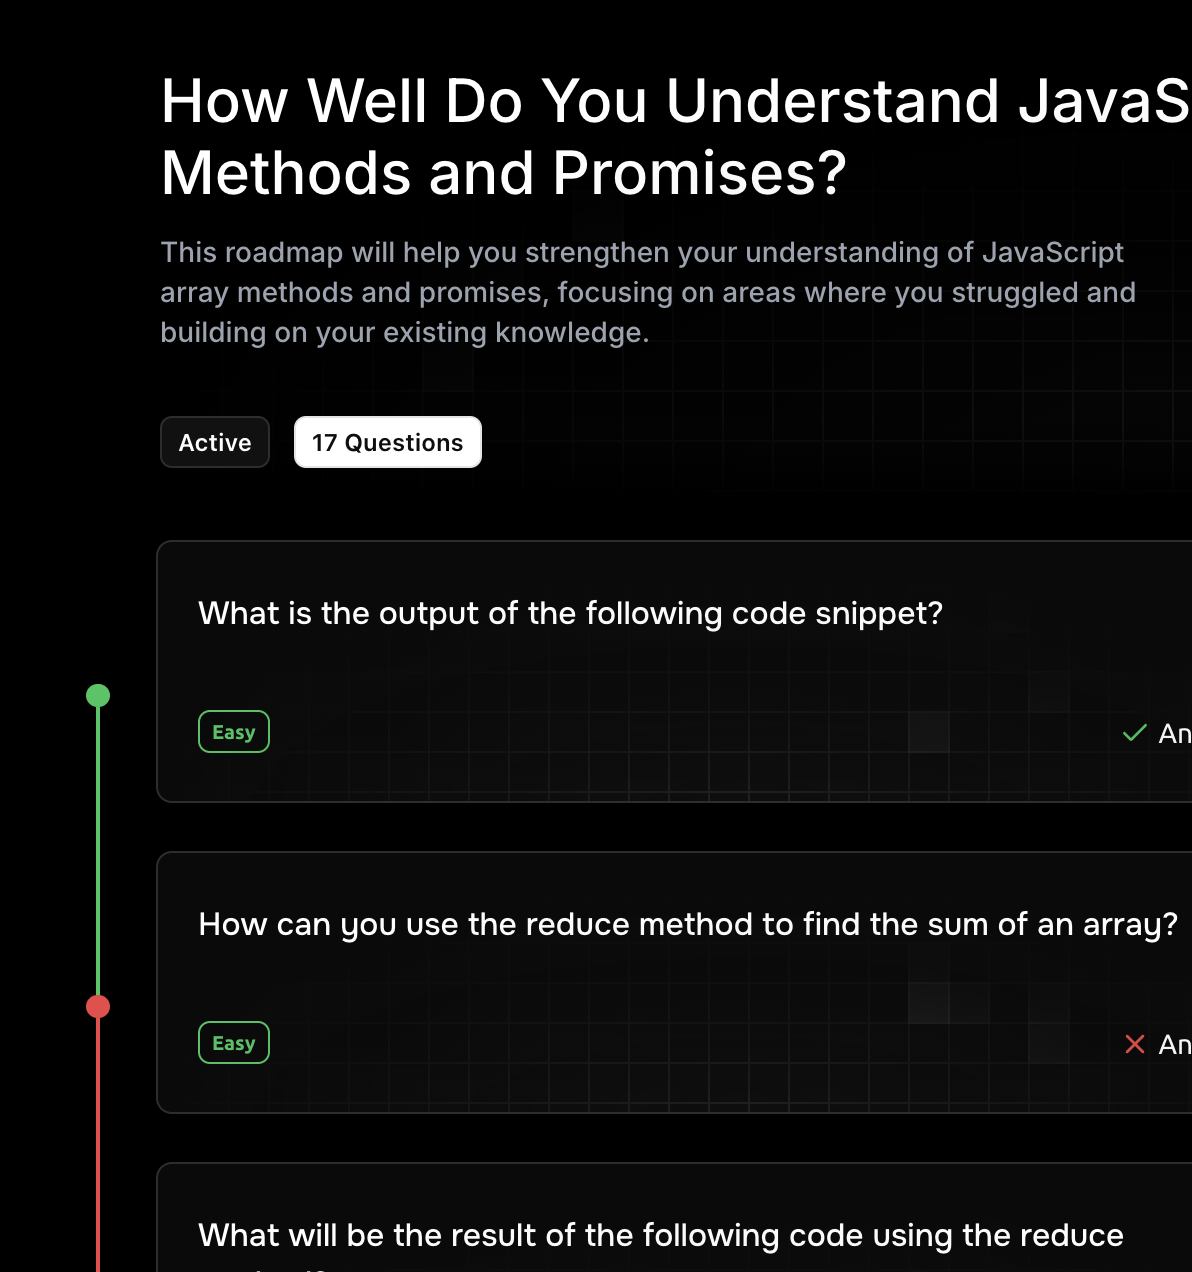 How Well Do You Understand JavaS
Methods and Promises?
This roadmap will help you strengthen your understanding of JavaScript
array methods and promises, focusing on areas where you struggled and
building on your existing knowledge.
Active
17 Questions
What is the output of the following code snippet?
Easy
An
How can you use the reduce method to find the sum of an array?
Easy
An
What will be the result of the following code using the reduce